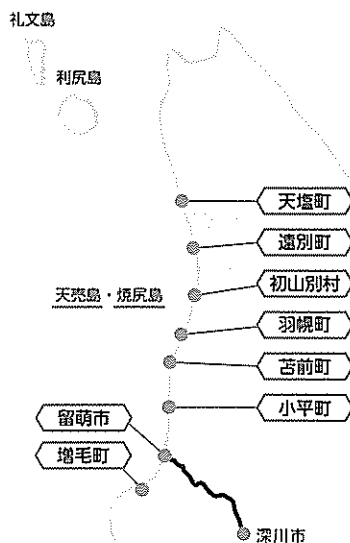 礼文島
利尻島
天塩町
遠別町
初山別村
天売島・焼尻島
羽幌町
苫前町
小平町
留萌市
増毛町
深川市